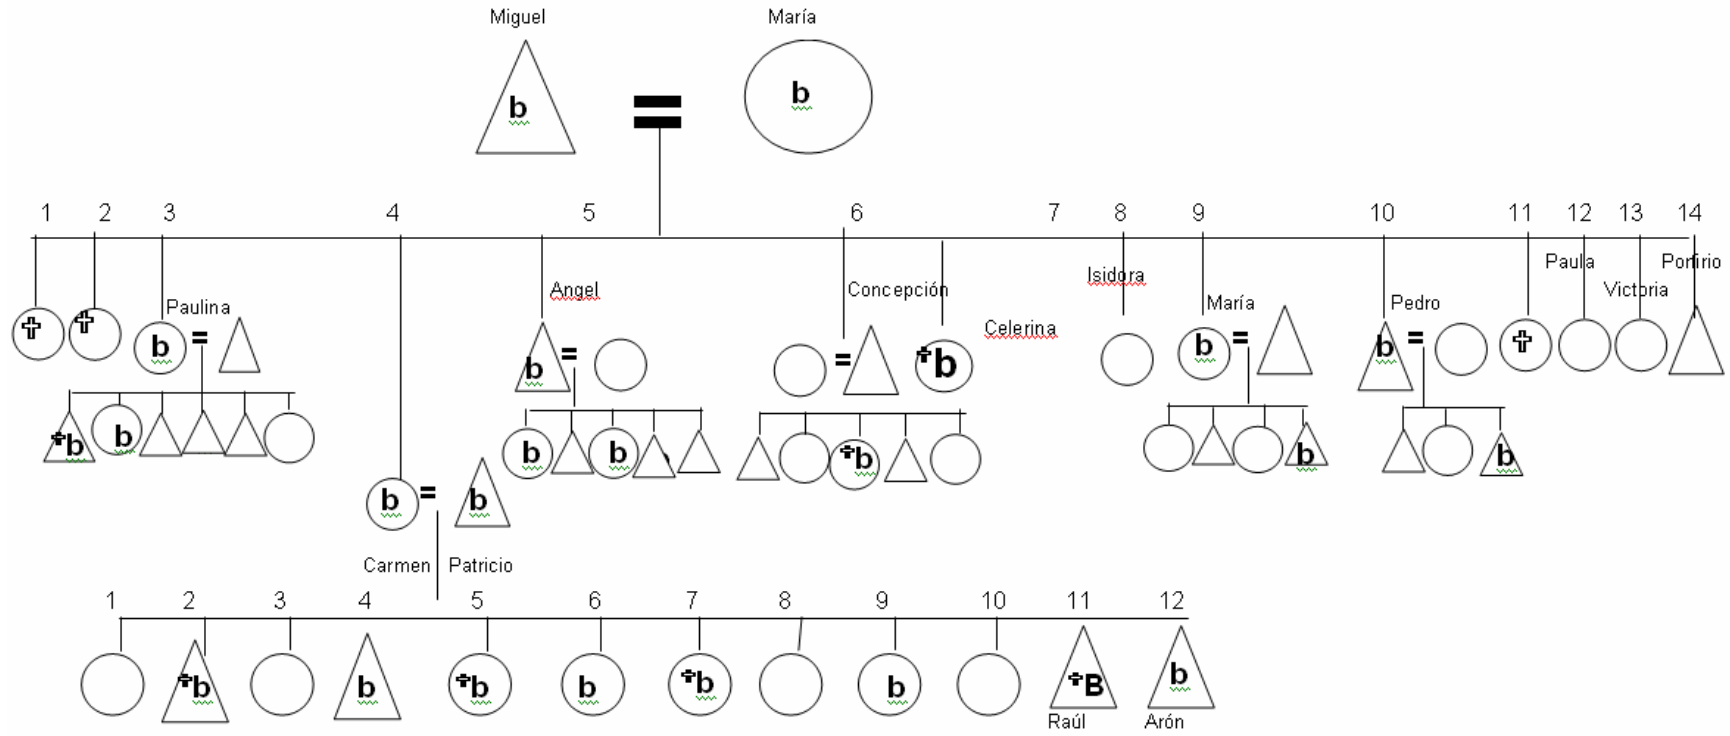 Miguel María
b b
1 2 3 4 5 6 7 8 9 10 11 12 13 14
Paulina Angel Concepción Celerina Isidora María Pedro Paula Victoria Porfirio
b = b = = b b = b =
b b b b b b b
b = b
Carmen Patricio
1 2 3 4 5 6 7 8 9 10 11 12
b b b b b b B b
Raúl Arón